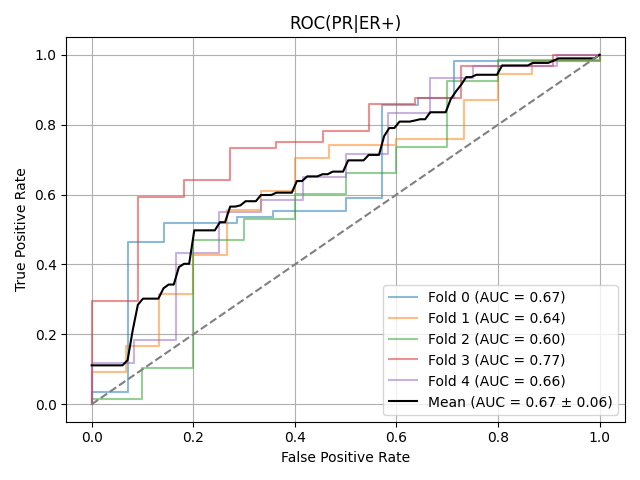 ROC(PR|ER+)
True Positive Rate
1.0
0.8
0.6
0.4
0.2
0.0
Fold 0 (AUC = 0.67)
Fold 1 (AUC = 0.64)
Fold 2 (AUC = 0.60)
Fold 3 (AUC = 0.77)
Fold 4 (AUC = 0.66)
Mean (AUC = 0.67 ± 0.06)
0.0 0.2 0.4 0.6 0.8 1.0
False Positive Rate